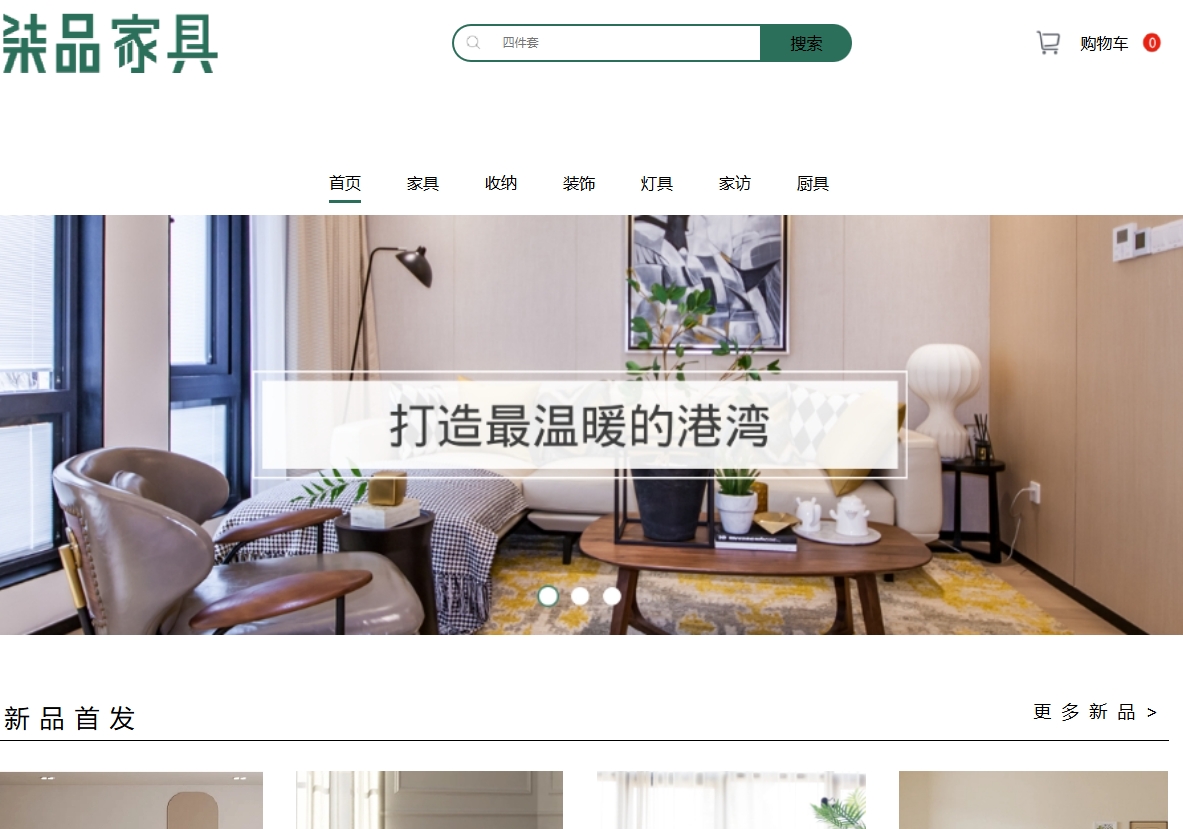 柒品家具
四件套
搜索
购物车 0
首页 家具 收纳 装饰 灯具 家访 厨具
打造最温暖的港湾
新品首发
更多新品 >